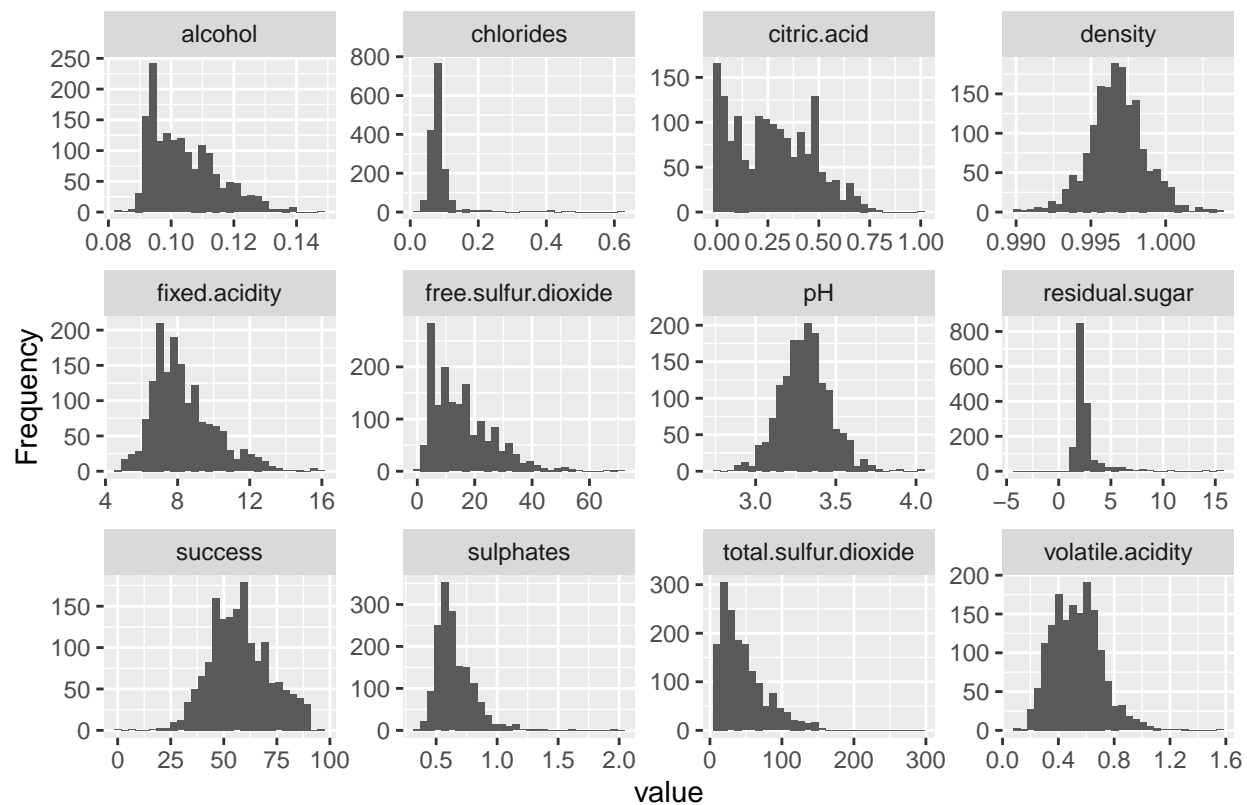 alcohol
chlorides
citric.acid
density
250
200
150
100
50
0
0.08 0.10 0.12 0.14
800
600
400
200
0
0.0 0.2 0.4 0.6
150
100
50
0
0.00 0.25 0.50 0.75 1.00
150
100
50
0
0.990 0.995 1.000
fixed.acidity
free.sulfur.dioxide
pH
residual.sugar
200
150
100
50
0
4 8 12 16
200
100
0
0 20 40 60
200
150
100
50
0
3.0 3.5 4.0
800
600
400
200
0
−5 0 5 10 15
success
sulphates
total.sulfur.dioxide
volatile.acidity
150
100
50
0
0 25 50 75 100
300
200
100
0
0.5 1.0 1.5 2.0
300
200
100
0
0 100 200 300
200
150
100
50
0
0.0 0.4 0.8 1.2 1.6
Frequency
value